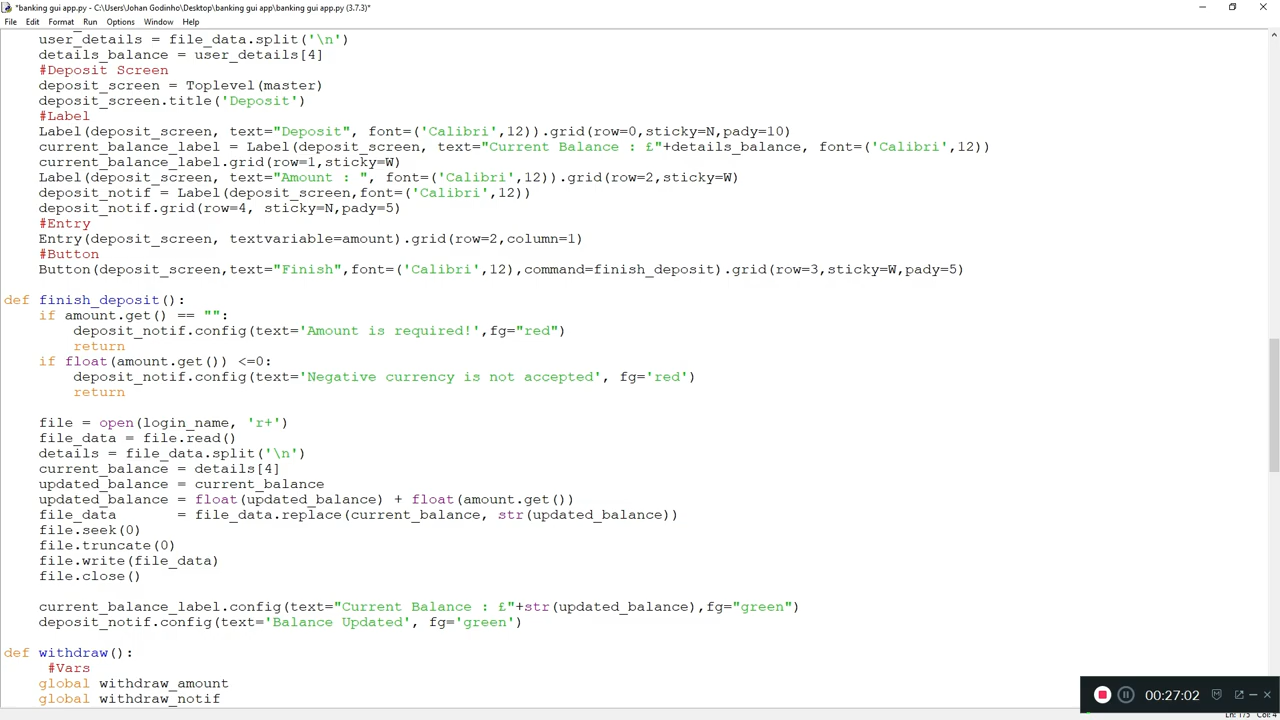 *banking gui app.py - C:\Users\Johan Godinho\Desktop\banking gui app\banking gui app.py (3.7.3)*
File Edit Format Run Options Window Help
user_details = file_data.split('\n')
details_balance = user_details[4]
#Deposit Screen
deposit_screen = Toplevel(master)
deposit_screen.title('Deposit')
#Label
Label(deposit_screen, text="Deposit", font=('Calibri',12)).grid(row=0,sticky=N,pady=10)
current_balance_label = Label(deposit_screen, text="Current Balance : £"+details_balance, font=('Calibri',12))
current_balance_label.grid(row=1,sticky=W)
Label(deposit_screen, text="Amount : ", font=('Calibri',12)).grid(row=2,sticky=W)
deposit_notif = Label(deposit_screen,font=('Calibri',12))
deposit_notif.grid(row=4, sticky=N,pady=5)
#Entry
Entry(deposit_screen, textvariable=amount).grid(row=2,column=1)
#Button
Button(deposit_screen,text="Finish",font=('Calibri',12),command=finish_deposit).grid(row=3,sticky=W,pady=5)
def finish_deposit():
if amount.get() == "":
deposit_notif.config(text='Amount is required!',fg="red")
return
if float(amount.get()) <=0:
deposit_notif.config(text='Negative currency is not accepted', fg='red')
return
file = open(login_name, 'r+')
file_data = file.read()
details = file_data.split('\n')
current_balance = details[4]
updated_balance = current_balance
updated_balance = float(updated_balance) + float(amount.get())
file_data       = file_data.replace(current_balance, str(updated_balance))
file.seek(0)
file.truncate(0)
file.write(file_data)
file.close()
current_balance_label.config(text="Current Balance : £"+str(updated_balance),fg="green")
deposit_notif.config(text='Balance Updated', fg='green')
def withdraw():
#Vars
global withdraw_amount
global withdraw_notif
00:27:02